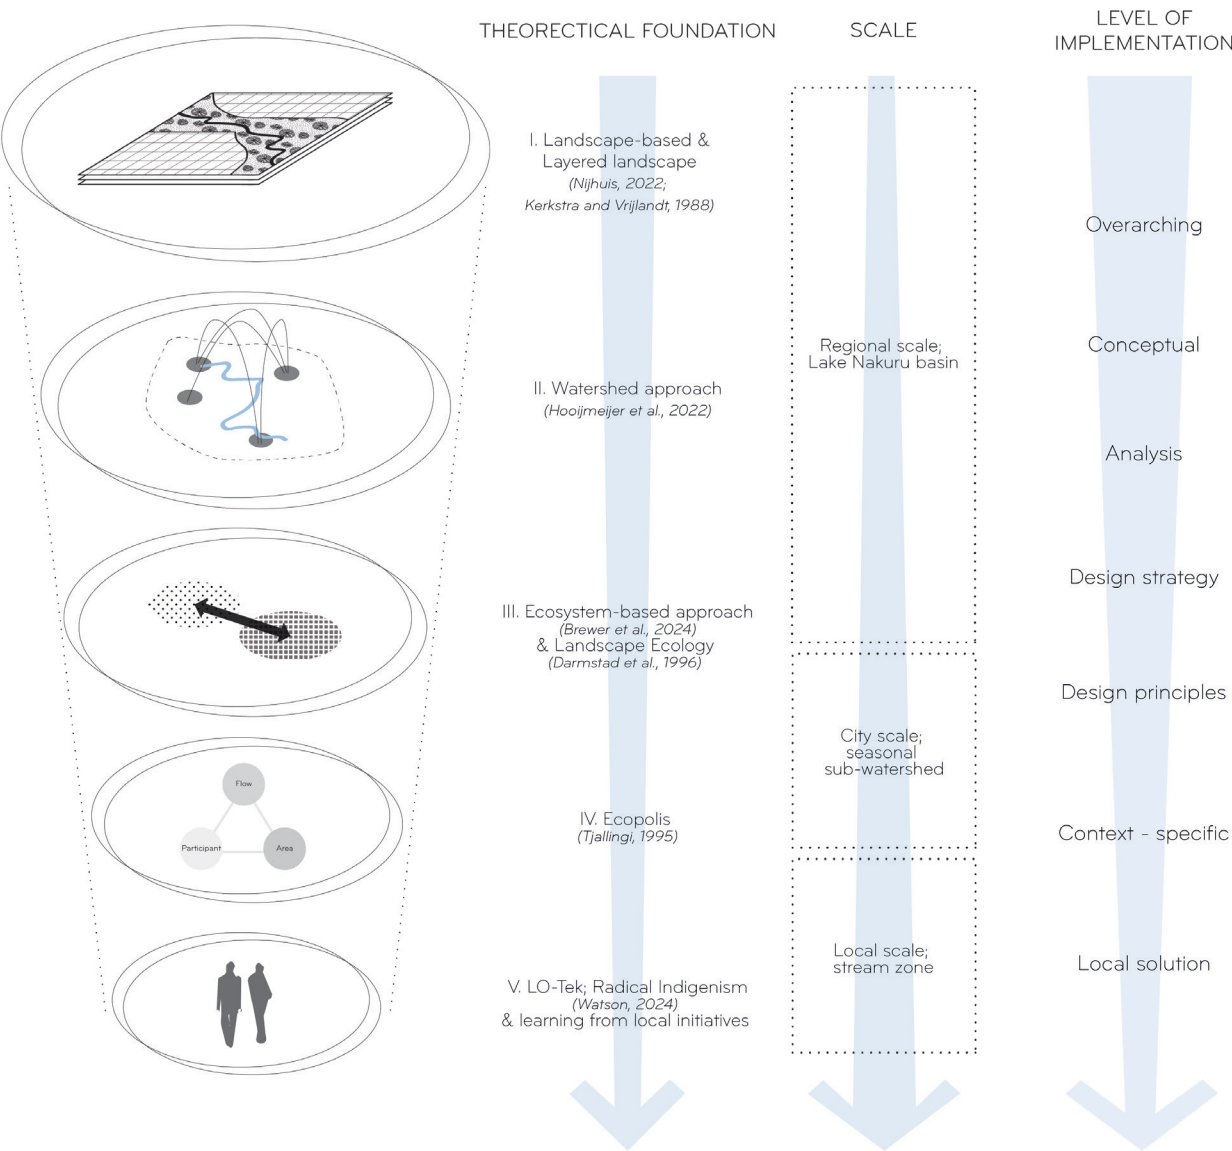 THEORECTICAL FOUNDATION
SCALE
LEVEL OF
IMPLEMENTATION
I. Landscape-based &
Layered landscape
(Nijhuis, 2022;
Kerkstra and Vrijlandt, 1988)
II. Watershed approach
(Hooijmeijer et al., 2022)
III. Ecosystem-based approach
(Brewer et al., 2024)
& Landscape Ecology
(Darmstad et al., 1996)
Flow
Participant
Area
IV. Ecopolis
(Tjallingi, 1995)
V. LO-Tek; Radical Indigenism
(Watson, 2024)
& learning from local initiatives
Regional scale;
Lake Nakuru basin
City scale;
seasonal
sub-watershed
Local scale;
stream zone
Overarching
Conceptual
Analysis
Design strategy
Design principles
Context - specific
Local solution